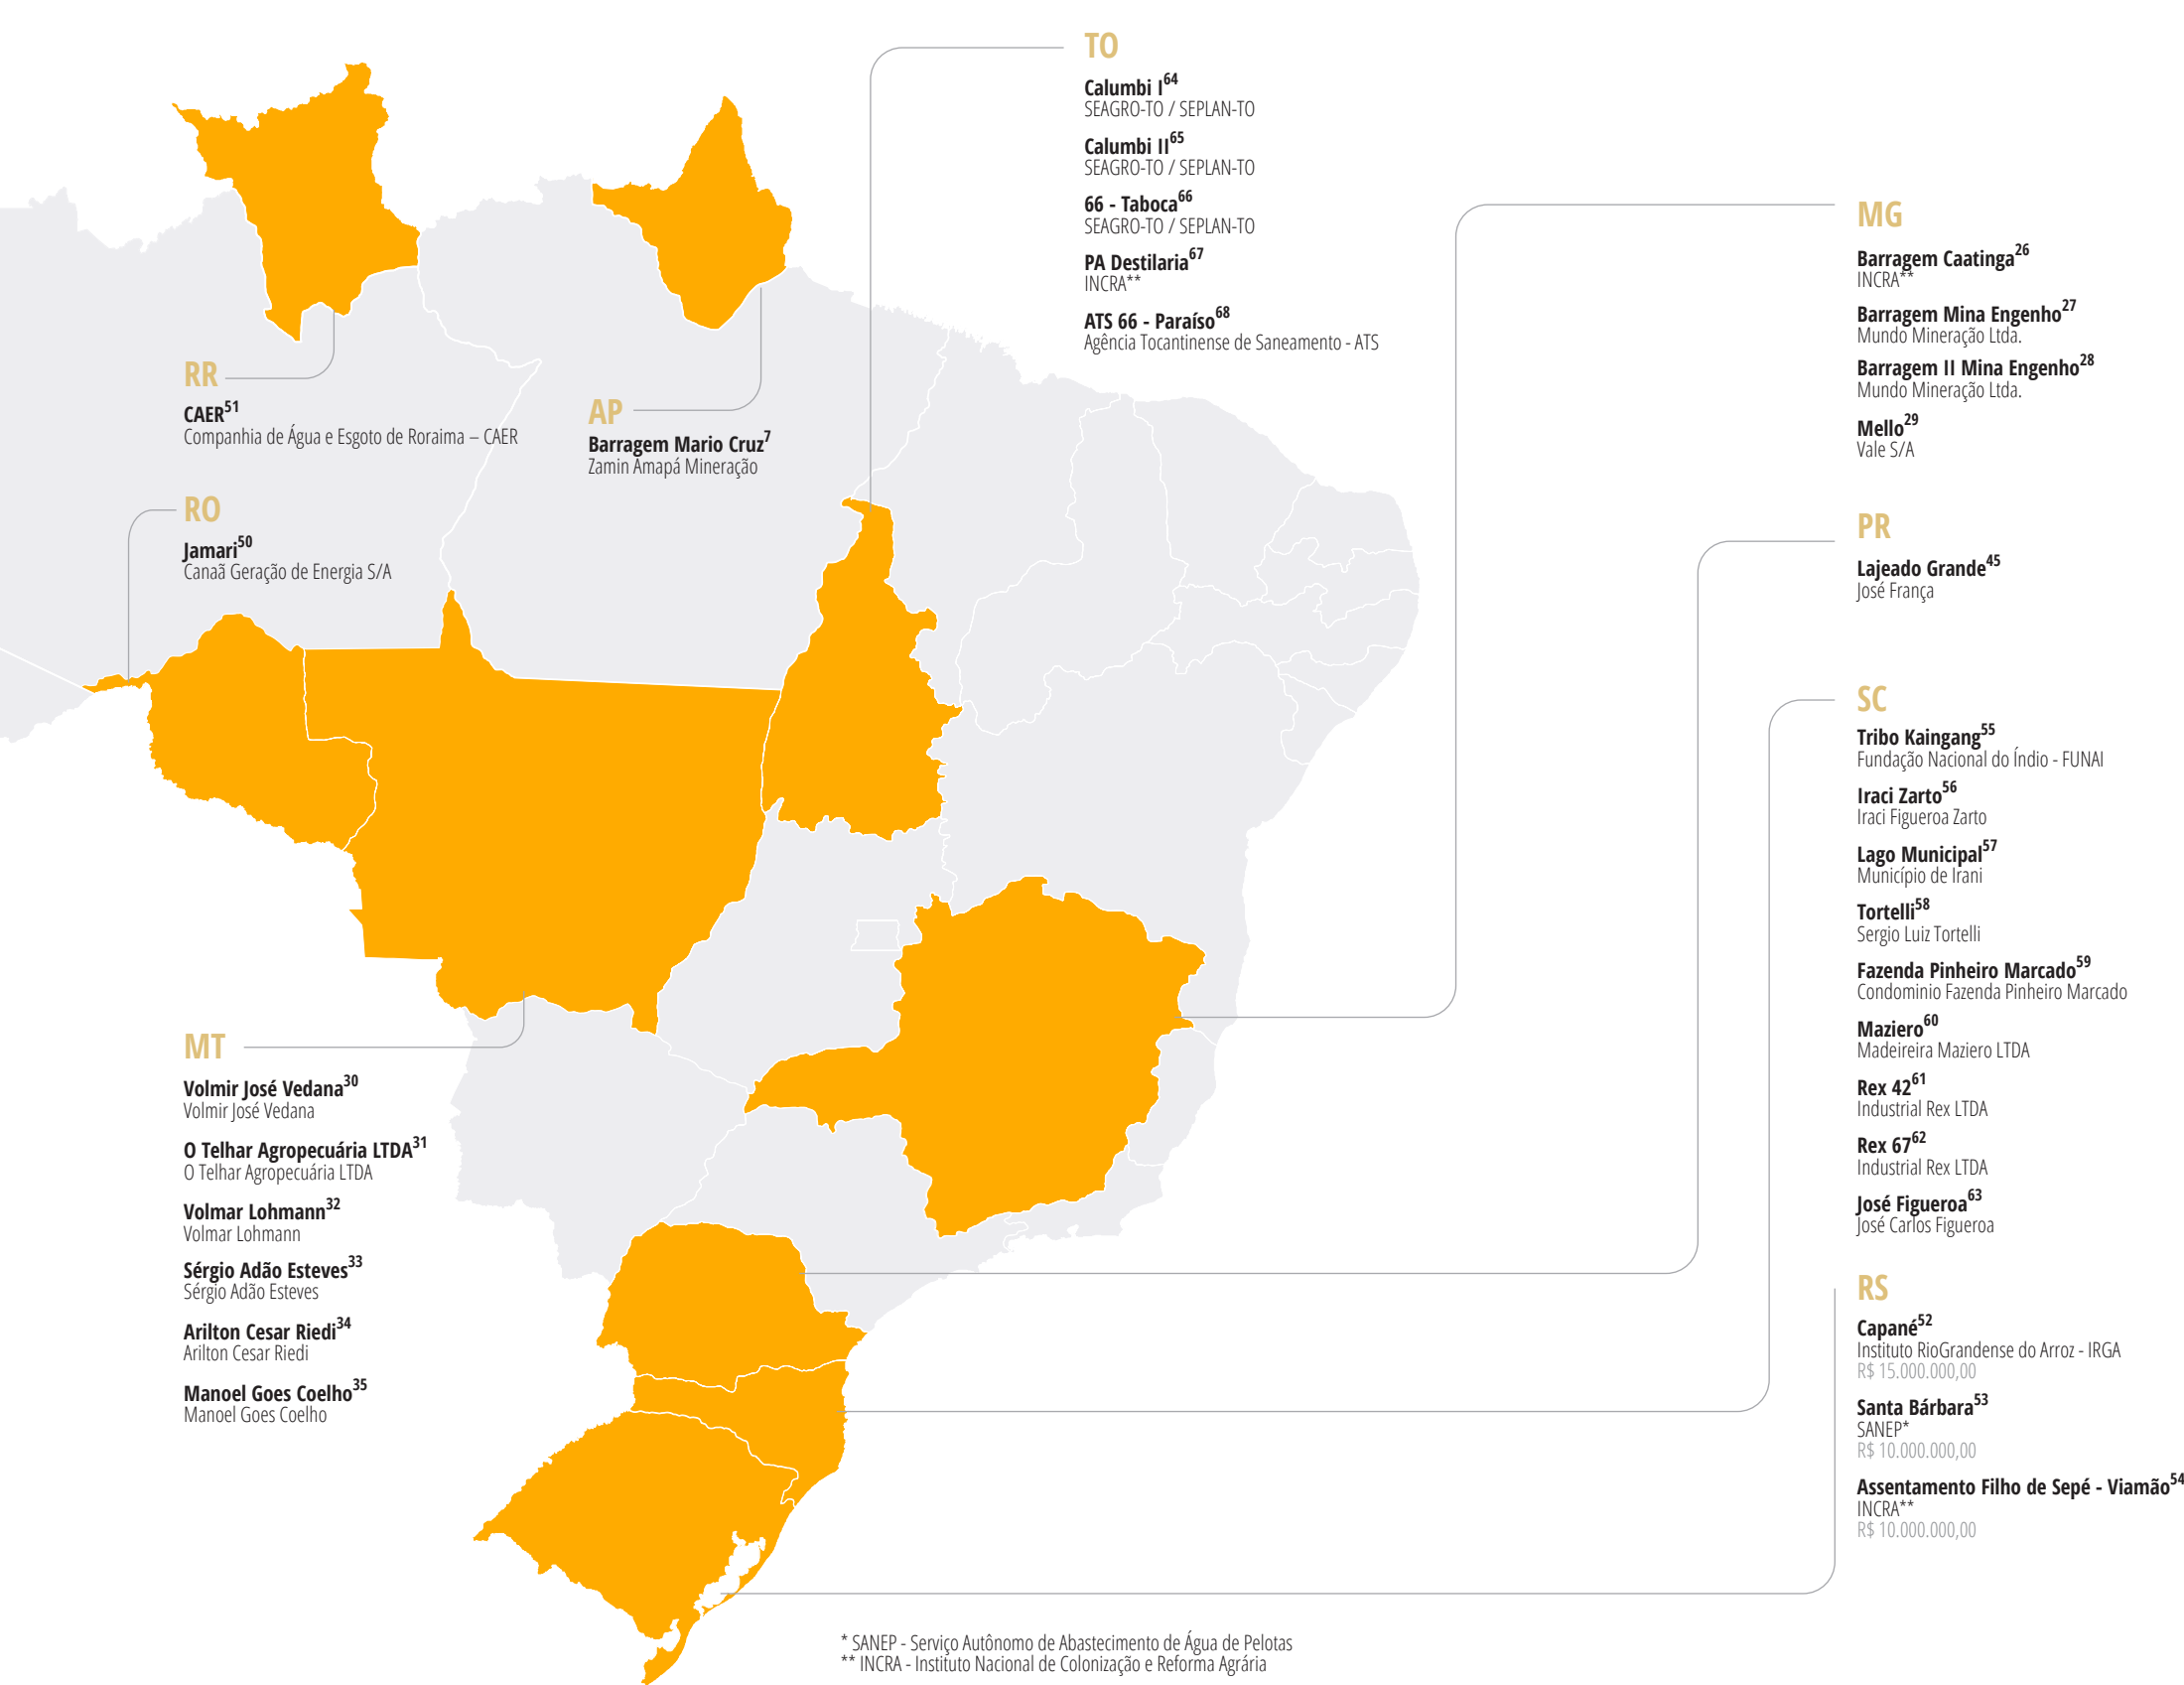 TO
Calumbi I64
SEAGRO-TO / SEPLAN-TO
Calumbi II65
SEAGRO-TO / SEPLAN-TO
66 - Taboca66
SEAGRO-TO / SEPLAN-TO
PA Destilaria67
INCRA**
ATS 66 - Paraíso68
Agência Tocantinense de Saneamento - ATS
RR
CAER51
Companhia de Água e Esgoto de Roraima – CAER
AP
Barragem Mario Cruz7
Zamin Amapá Mineração
RO
Jamari50
Canaã Geração de Energia S/A
MT
Volmir José Vedana30
Volmir José Vedana
O Telhar Agropecuária LTDA31
O Telhar Agropecuária LTDA
Volmar Lohmann32
Volmar Lohmann
Sérgio Adão Esteves33
Sérgio Adão Esteves
Arilton Cesar Riedi34
Arilton Cesar Riedi
Manoel Goes Coelho35
Manoel Goes Coelho
MG
Barragem Caatinga26
INCRA**
Barragem Mina Engenho27
Mundo Mineração Ltda.
Barragem II Mina Engenho28
Mundo Mineração Ltda.
Mello29
Vale S/A
PR
Lajeado Grande45
José França
SC
Tribo Kaingang55
Fundação Nacional do Índio - FUNAI
Iraci Zarto56
Iraci Figueroa Zarto
Lago Municipal57
Município de Irani
Tortelli58
Sergio Luiz Tortelli
Fazenda Pinheiro Marcado59
Condominio Fazenda Pinheiro Marcado
Maziero60
Madeireira Maziero LTDA
Rex 4261
Industrial Rex LTDA
Rex 6762
Industrial Rex LTDA
José Figueroa63
José Carlos Figueroa
RS
Capané52
Instituto RioGrandense do Arroz - IRGA
R$ 15.000.000,00
Santa Bárbara53
SANEP*
R$ 10.000.000,00
Assentamento Filho de Sepé - Viamão54
INCRA**
R$ 10.000.000,00
* SANEP - Serviço Autônomo de Abastecimento de Água de Pelotas
** INCRA - Instituto Nacional de Colonização e Reforma Agrária